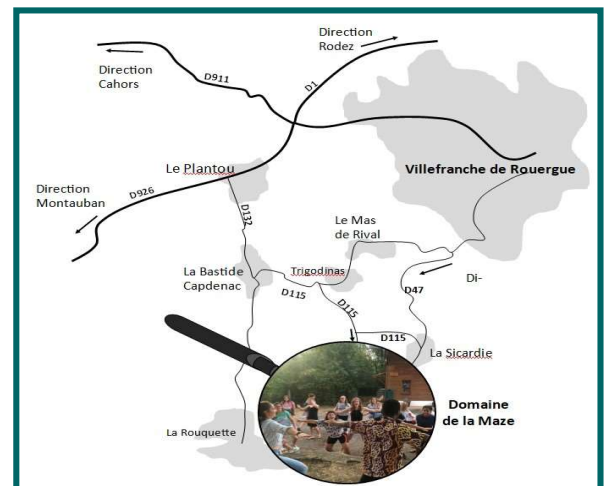 Direction
Rodez
Direction
Cahors
D911
D1
Le Plantou
Villefranche de Rouergue
Direction
Montauban
D926
D132
Le Mas
de Rival
La Bastide
Capdenac
Trigodinas
Di-
D115
D115
D47
D115
La Sicardie
Domaine
de la Maze
La Rouquette